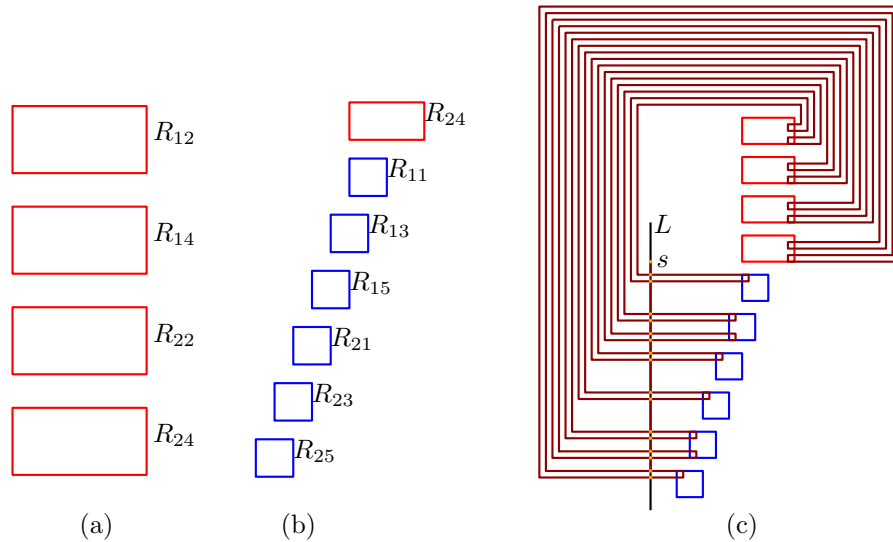 R₁₂
R₁₄
R₂₂
R₂₄
(a)
R₂₄
R₁₁
R₁₃
R₁₅
R₂₁
R₂₃
R₂₅
(b)
L
s
(c)